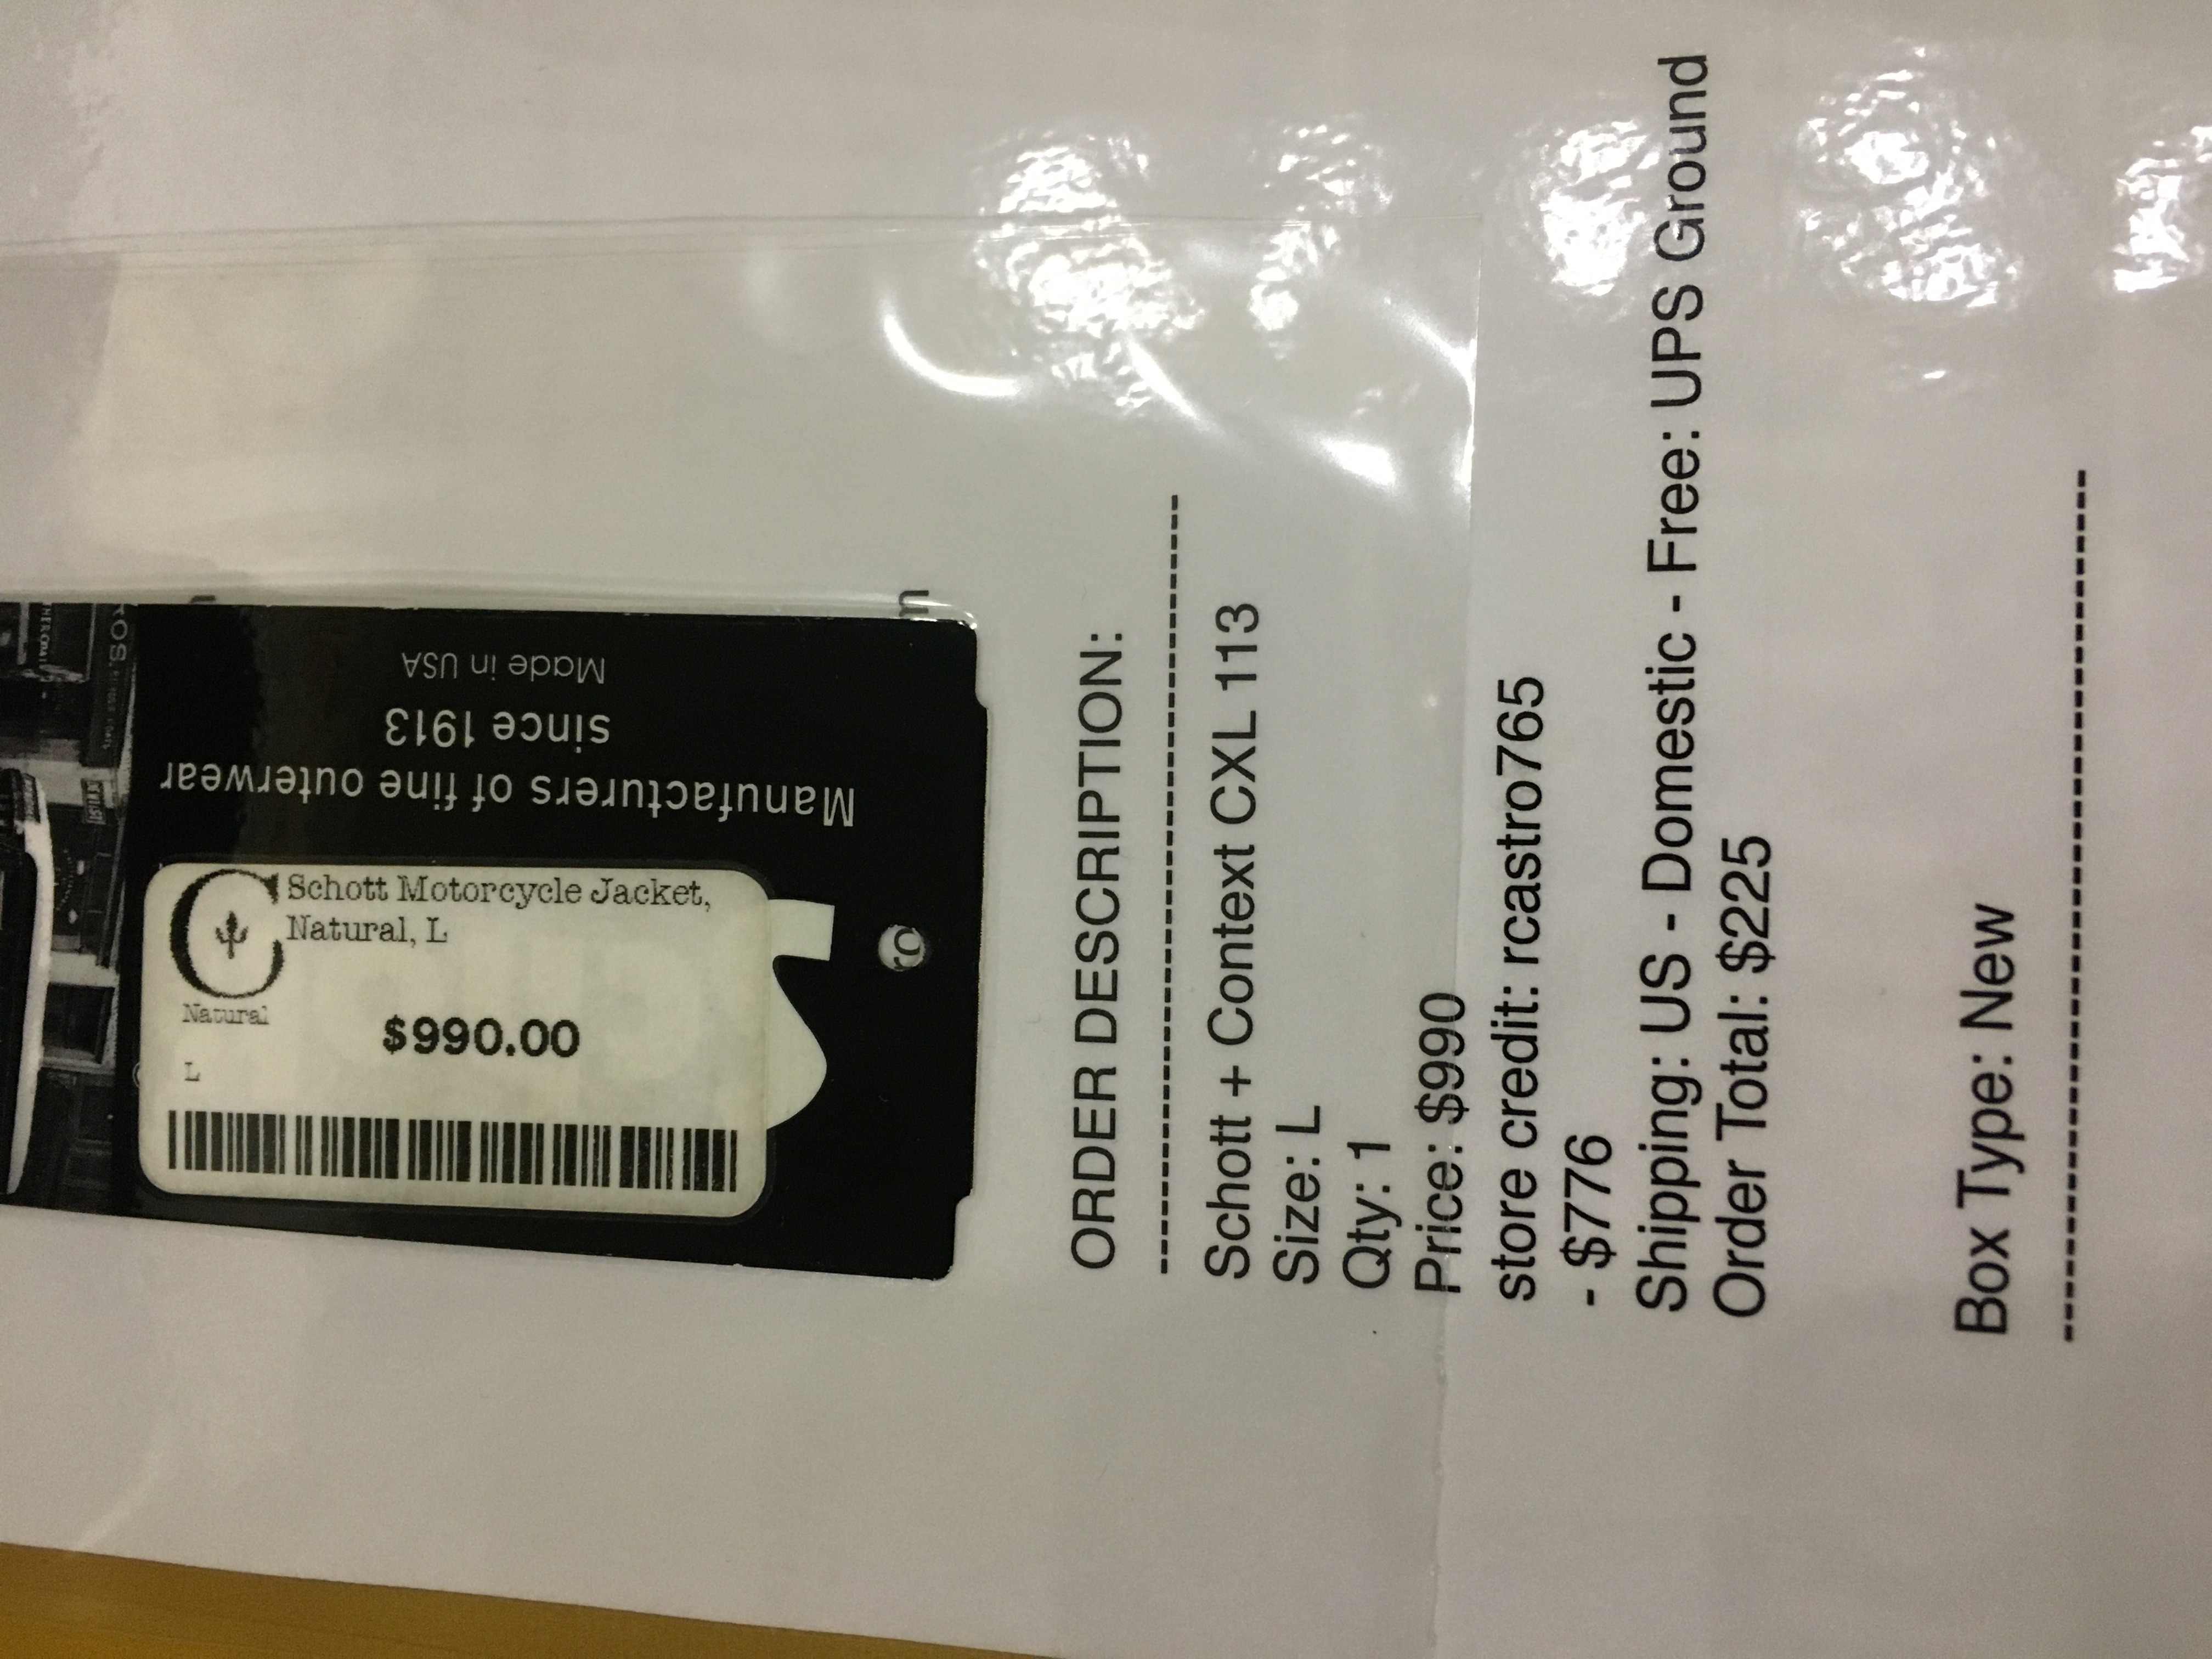 Manufacturers of fine outerwear
since 1913
Made in USA
Schott Motorcycle Jacket,
Natural, L
Natural
$990.00
L
ORDER DESCRIPTION:
--------------------------------------------------
Schott + Context CXL 113
Size: L
Qty: 1
Price: $990
store credit: rcastro765
- $776
Shipping: US - Domestic - Free: UPS Ground
Order Total: $225
Box Type: New
--------------------------------------------------